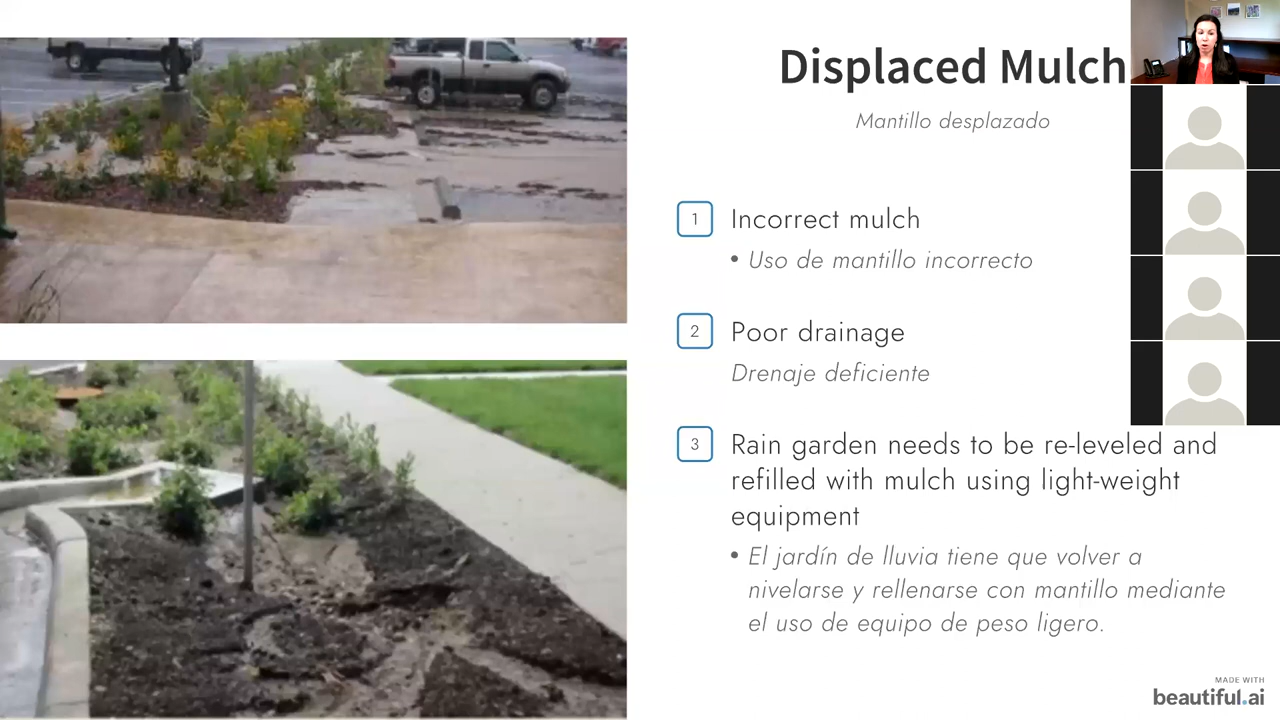 Displaced Mulch
Mantillo desplazado
1 Incorrect mulch
• Uso de mantillo incorrecto
2 Poor drainage
Drenaje deficiente
3 Rain garden needs to be re-leveled and
refilled with mulch using light-weight
equipment
• El jardín de lluvia tiene que volver a
nivelarse y rellenarse con mantillo mediante
el uso de equipo de peso ligero.
MADE WITH
beautiful.ai